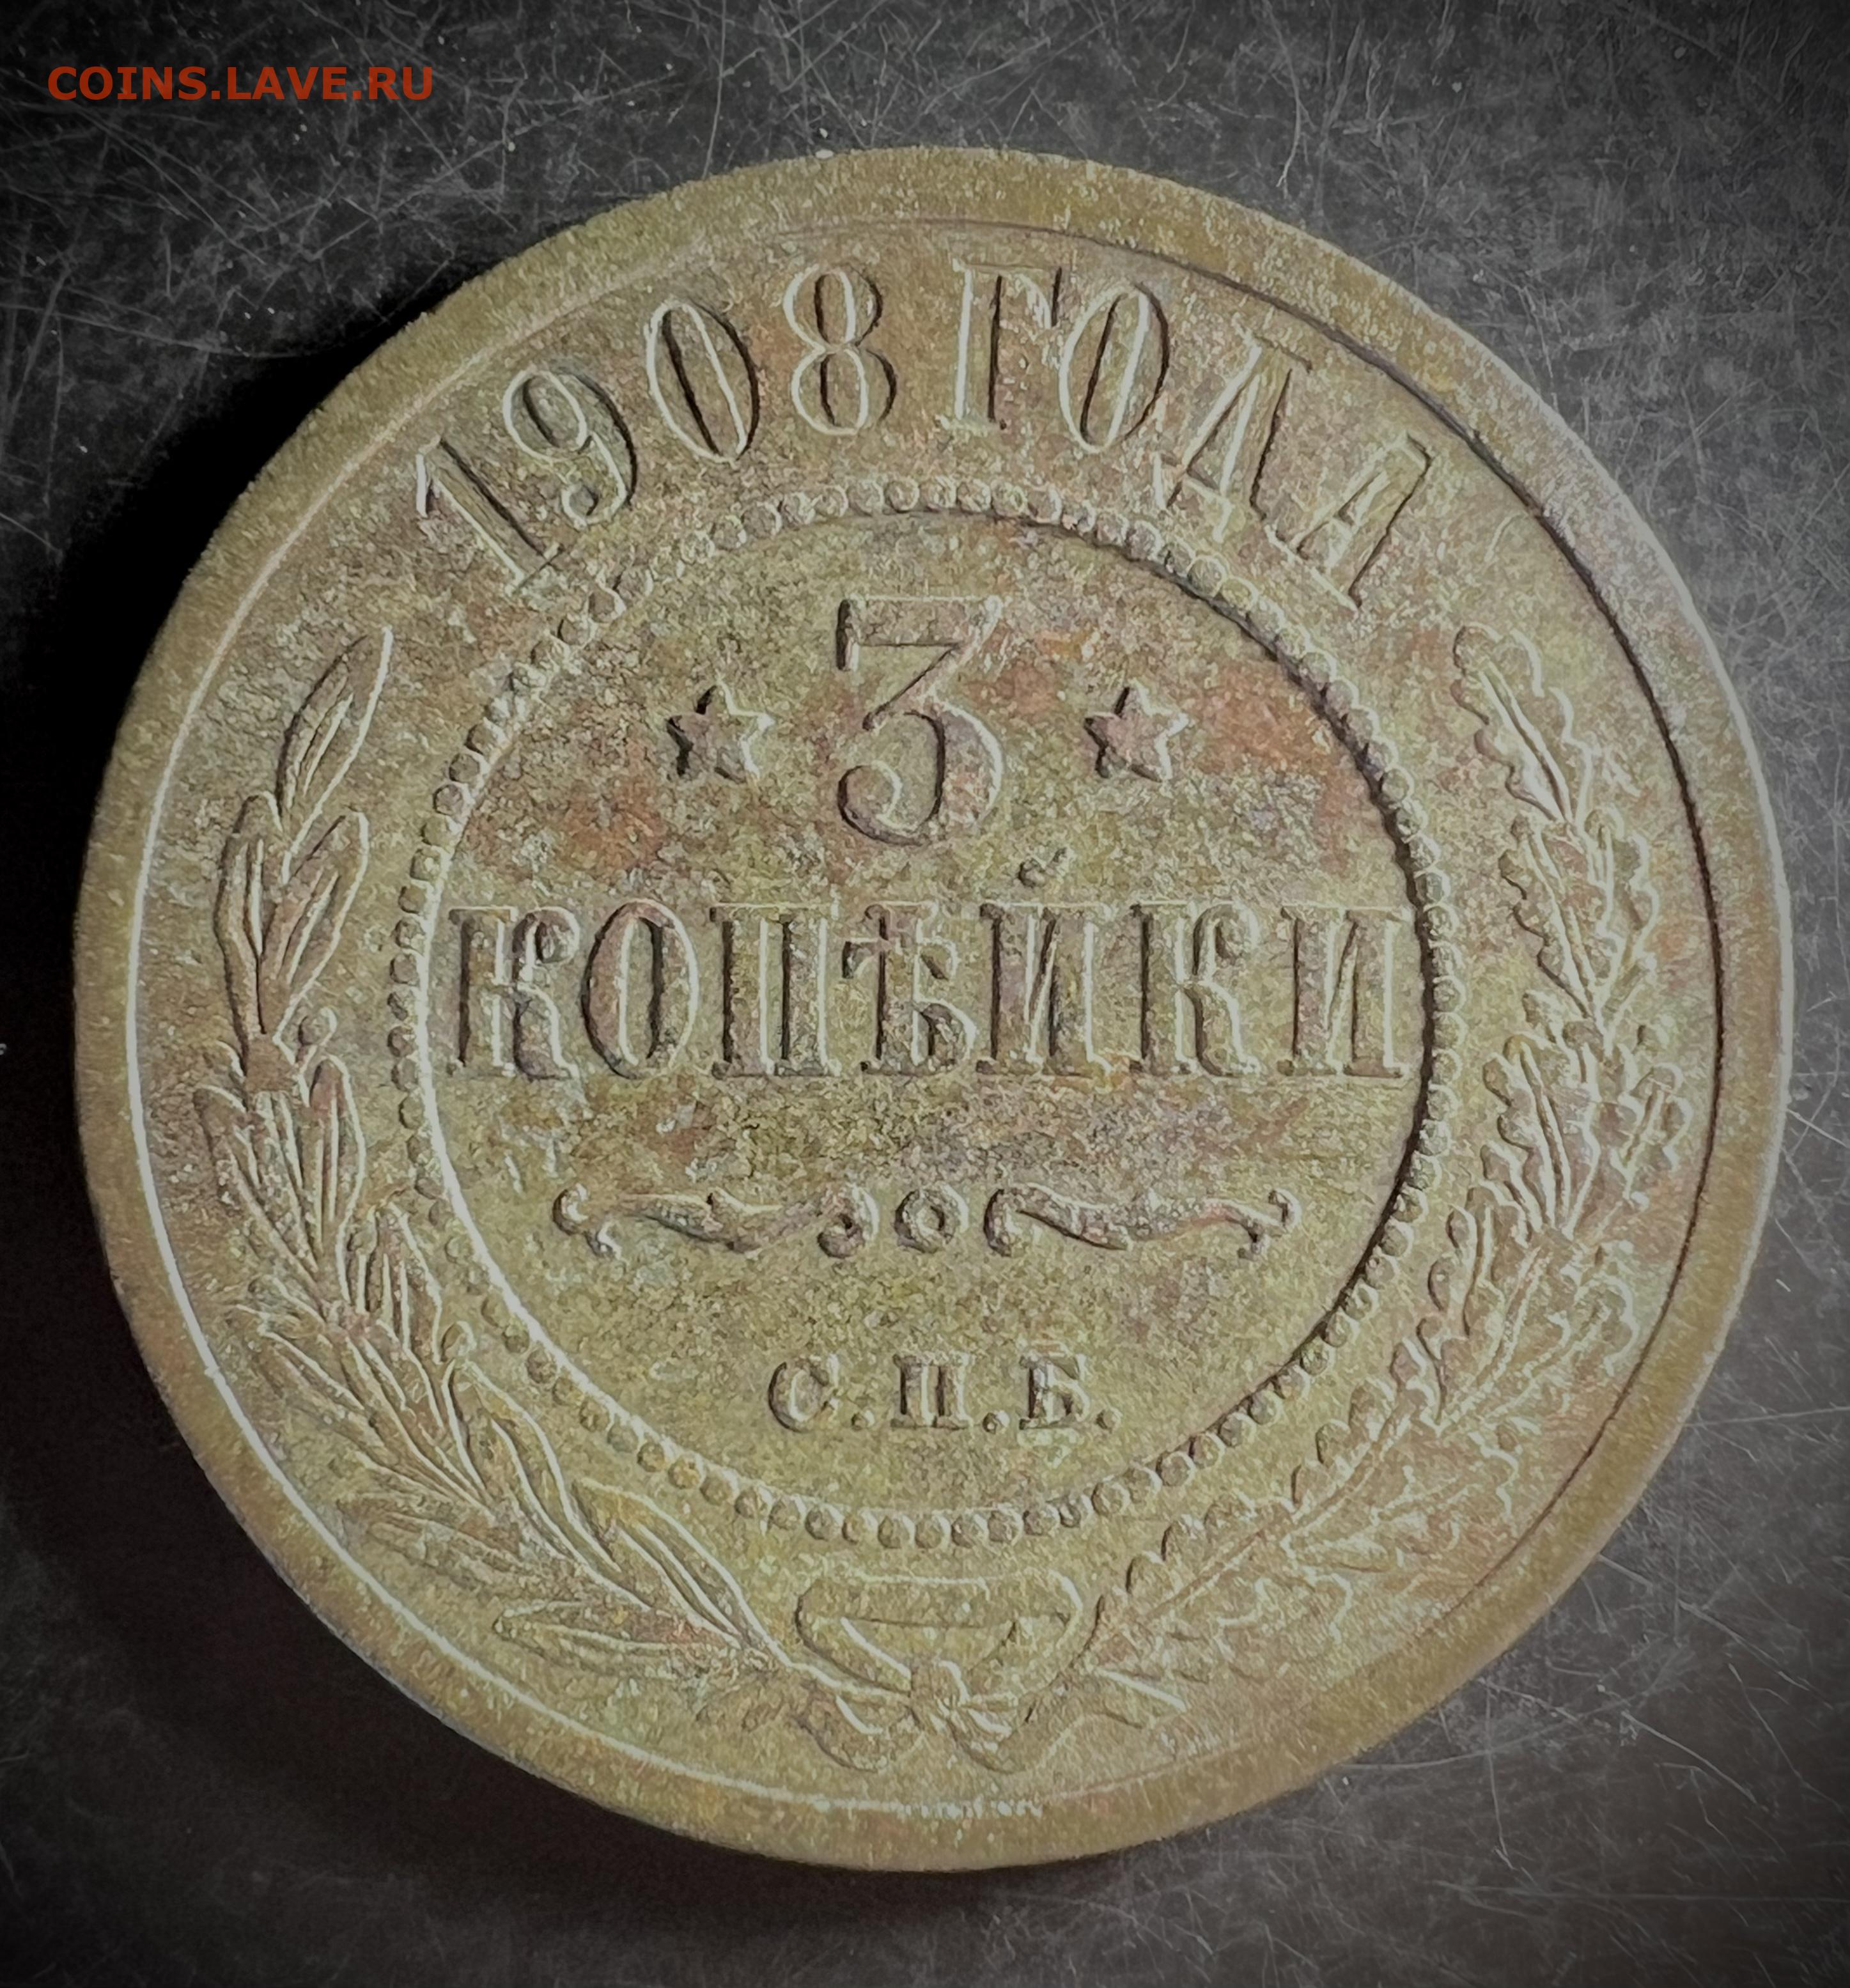 COINS.LAVE.RU
1908 ГОДА
3
КОПѢЙКИ
С.П.Б.